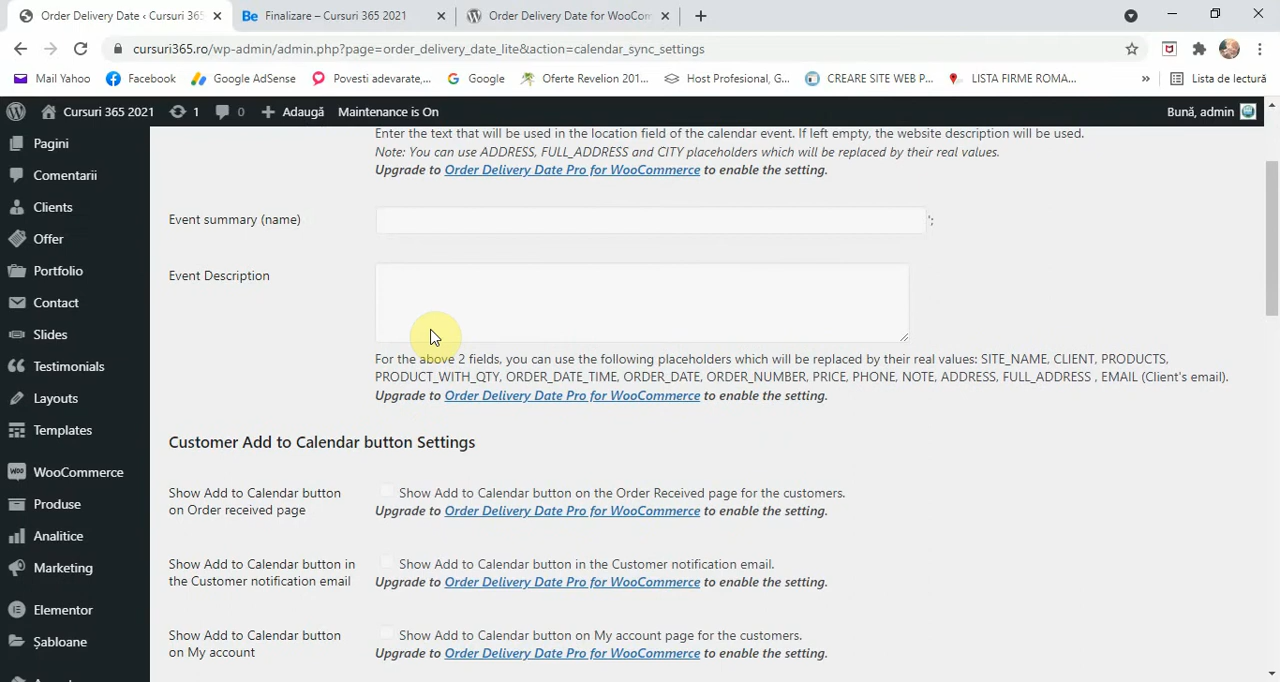 Order Delivery Date ‹ Cursuri 365
Finalizare – Cursuri 365 2021
Order Delivery Date for WooCom
cursuri365.ro/wp-admin/admin.php?page=order_delivery_date_lite&action=calendar_sync_settings
Mail Yahoo
Facebook
Google AdSense
Povesti adevarate,...
Google
Oferte Revelion 201...
Host Profesional, G...
CREARE SITE WEB P...
LISTA FIRME ROMA...
»
Lista de lectură
Cursuri 365 2021
1
0
Adaugă
Maintenance is On
Bună, admin
Pagini
Comentarii
Clients
Offer
Portfolio
Contact
Slides
Testimonials
Layouts
Templates
WooCommerce
Produse
Analitice
Marketing
Elementor
Șabloane
Enter the text that will be used in the location field of the calendar event. If left empty, the website description will be used.
Note: You can use ADDRESS, FULL_ADDRESS and CITY placeholders which will be replaced by their real values.
Upgrade to Order Delivery Date Pro for WooCommerce to enable the setting.
Event summary (name)
';
Event Description
For the above 2 fields, you can use the following placeholders which will be replaced by their real values: SITE_NAME, CLIENT, PRODUCTS,
PRODUCT_WITH_QTY, ORDER_DATE_TIME, ORDER_DATE, ORDER_NUMBER, PRICE, PHONE, NOTE, ADDRESS, FULL_ADDRESS , EMAIL (Client's email).
Upgrade to Order Delivery Date Pro for WooCommerce to enable the setting.
Customer Add to Calendar button Settings
Show Add to Calendar button
on Order received page
Show Add to Calendar button on the Order Received page for the customers.
Upgrade to Order Delivery Date Pro for WooCommerce to enable the setting.
Show Add to Calendar button in
the Customer notification email
Show Add to Calendar button in the Customer notification email.
Upgrade to Order Delivery Date Pro for WooCommerce to enable the setting.
Show Add to Calendar button
on My account
Show Add to Calendar button on My account page for the customers.
Upgrade to Order Delivery Date Pro for WooCommerce to enable the setting.